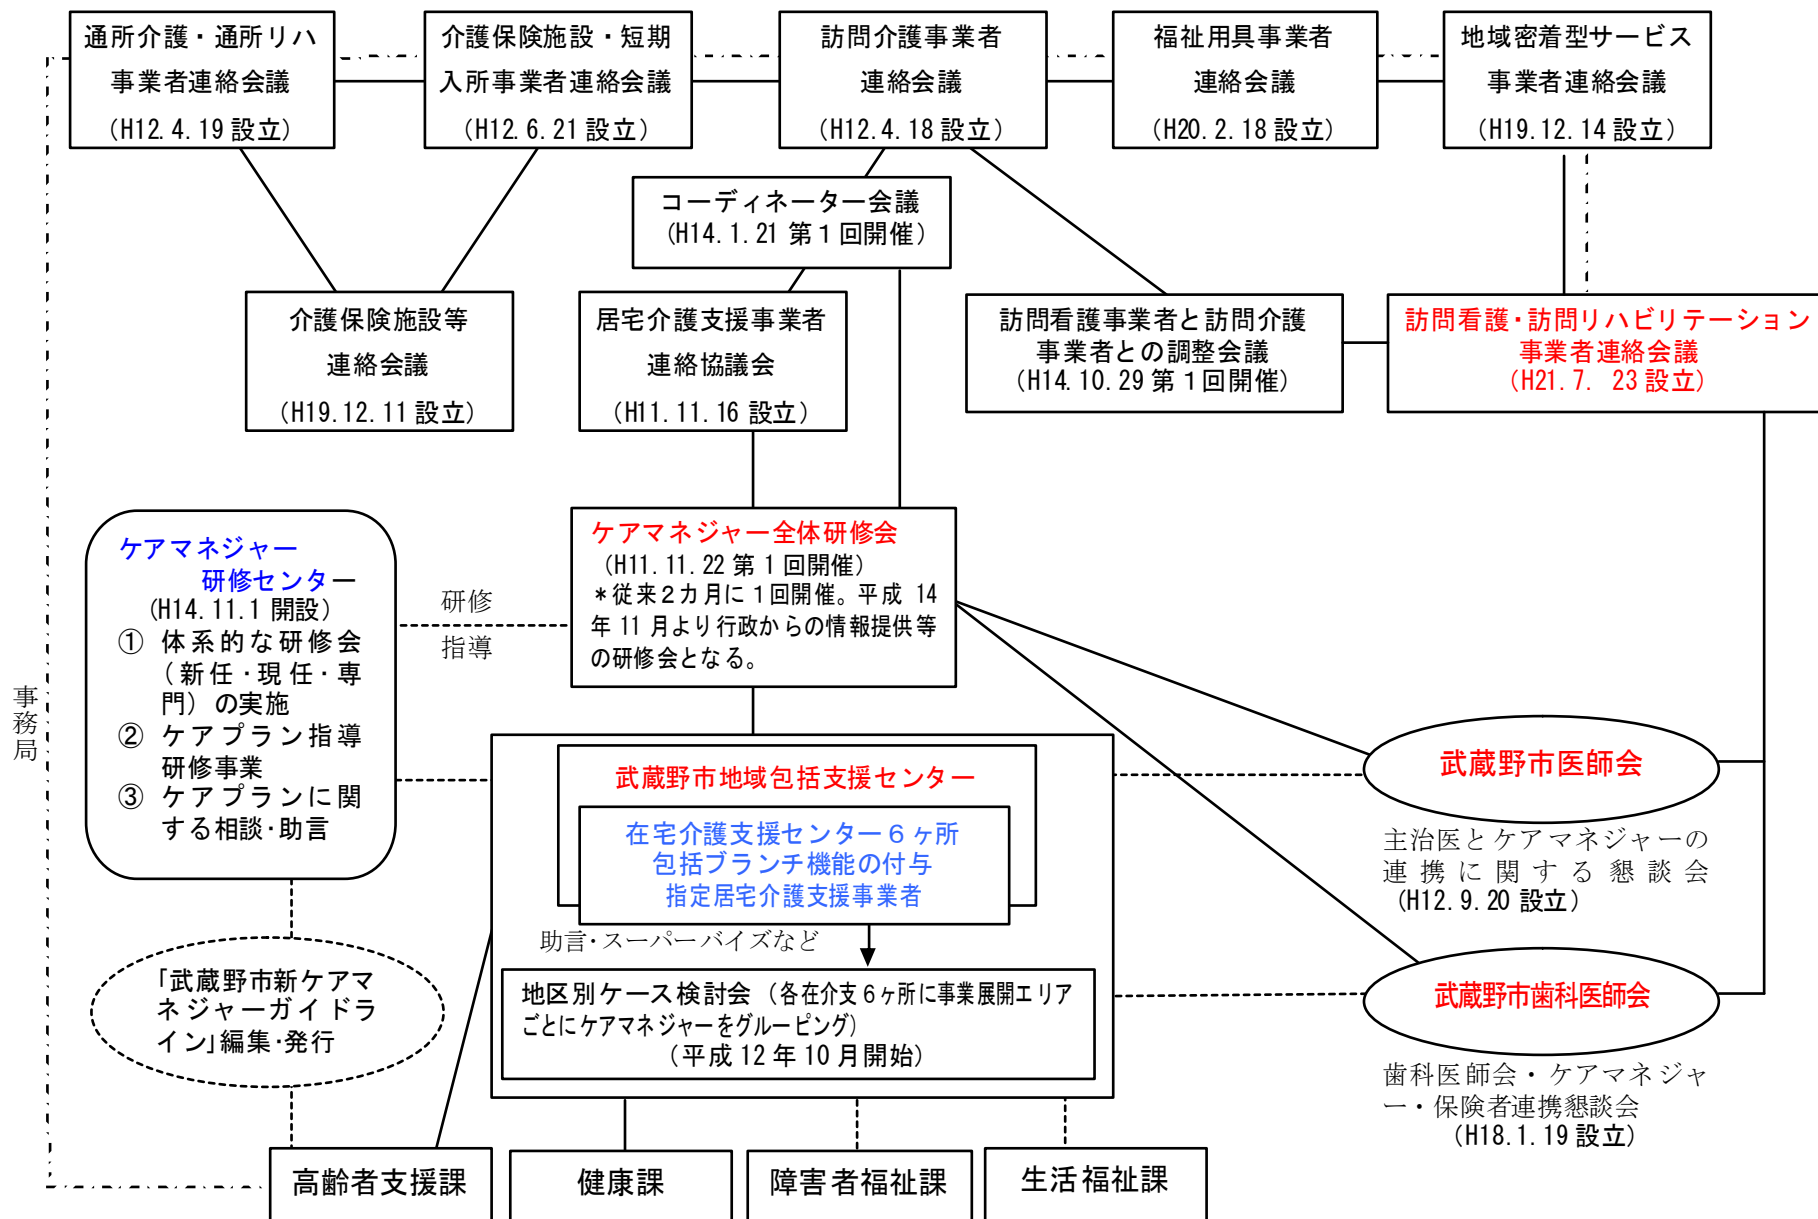 通所介護・通所リハ
事業者連絡会議
(H12.4.19 設立)
介護保険施設・短期
入所事業者連絡会議
(H12.6.21 設立)
訪問介護事業者
連絡会議
(H12.4.18 設立)
福祉用具事業者
連絡会議
(H20.2.18 設立)
地域密着型サービス
事業者連絡会議
(H19.12.14 設立)
コーディネーター会議
(H14.1.21 第1回開催)
介護保険施設等
連絡会議
(H19.12.11 設立)
居宅介護支援事業者
連絡協議会
(H11.11.16 設立)
訪問看護事業者と訪問介護
事業者との調整会議
(H14.10.29 第1回開催)
訪問看護・訪問リハビリテーション
事業者連絡会議
(H21.7. 23 設立)
ケアマネジャー
研修センター
(H14.11.1 開設)
① 体系的な研修会
(新任・現任・専
門)の実施
② ケアプラン指導
研修事業
③ ケアプランに関
する相談・助言
研修
指導
ケアマネジャー全体研修会
(H11.11.22 第1回開催)
*従来2カ月に1回開催。平成 14
年 11 月より行政からの情報提供等
の研修会となる。
事務局
武蔵野市地域包括支援センター
在宅介護支援センター6ヶ所
包括ブランチ機能の付与
指定居宅介護支援事業者
助言・スーパーバイズなど
地区別ケース検討会(各在介支6ヶ所に事業展開エリア
ごとにケアマネジャーをグルーピング)
(平成 12 年 10 月開始)
武蔵野市医師会
主治医とケアマネジャーの
連携に関する懇談会
(H12.9.20 設立)
武蔵野市歯科医師会
歯科医師会・ケアマネジャ
ー・保険者連携懇談会
(H18.1.19 設立)
「武蔵野市新ケアマ
ネジャーガイドラ
イン」編集・発行
高齢者支援課
健康課
障害者福祉課
生活福祉課